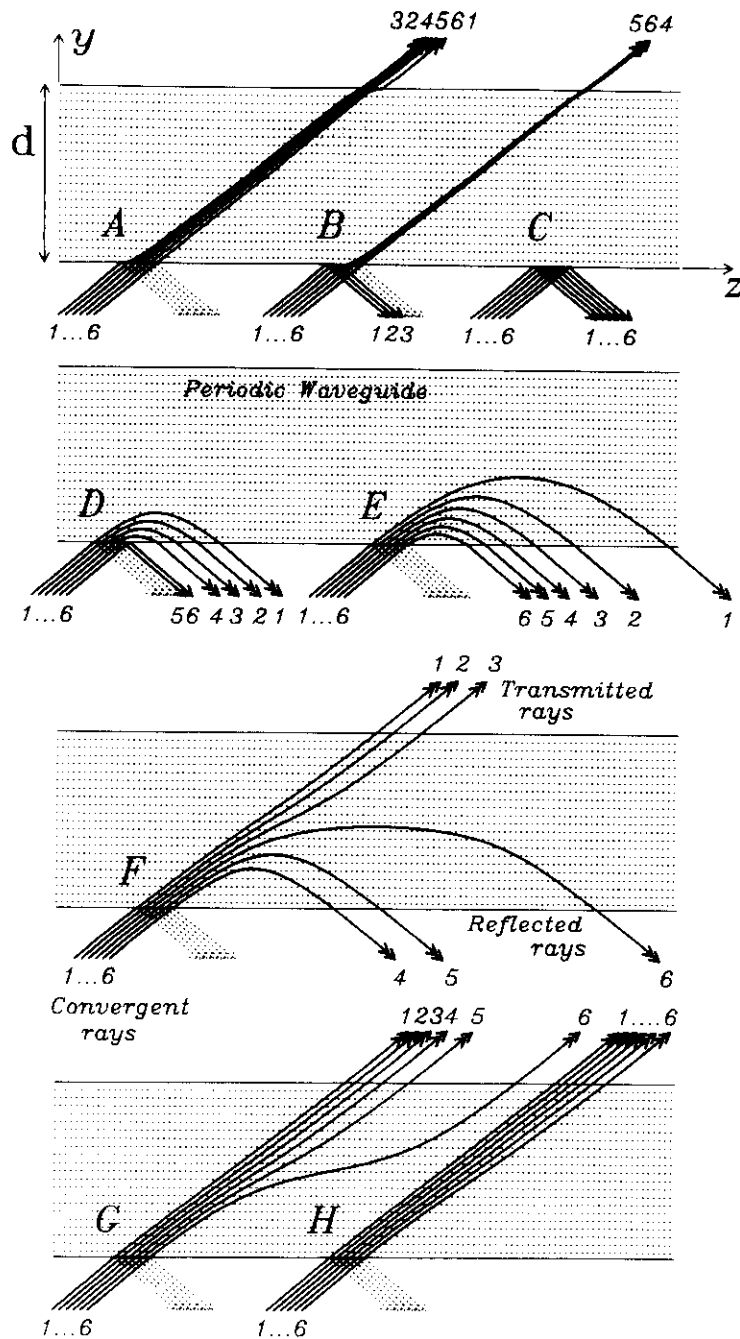 324561 564
y
d
A B C
z
1...6 1...6 123 1...6 1...6
Periodic Waveguide
D E
1...6 56 4 3 2 1 1...6 6 5 4 3 2 1
1 2 3
Transmitted
rays
F
Reflected
rays
1...6 4 5 6
Convergent
rays
1234 5 6 1....6
G H
1...6 1...6